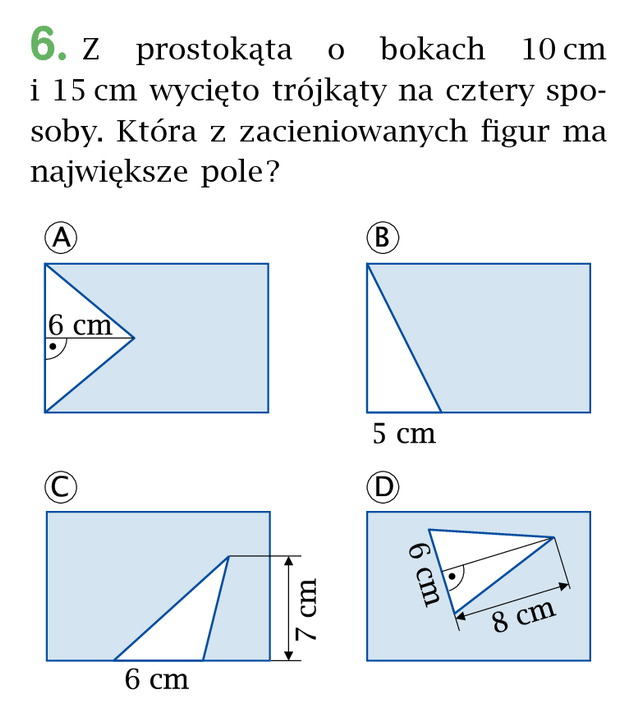 6. Z prostokąta o bokach 10 cm
i 15 cm wycięto trójkąty na cztery spo-
soby. Która z zacieniowanych figur ma
największe pole?
A
B
6 cm
5 cm
C
D
7 cm
6 cm
6 cm
8 cm